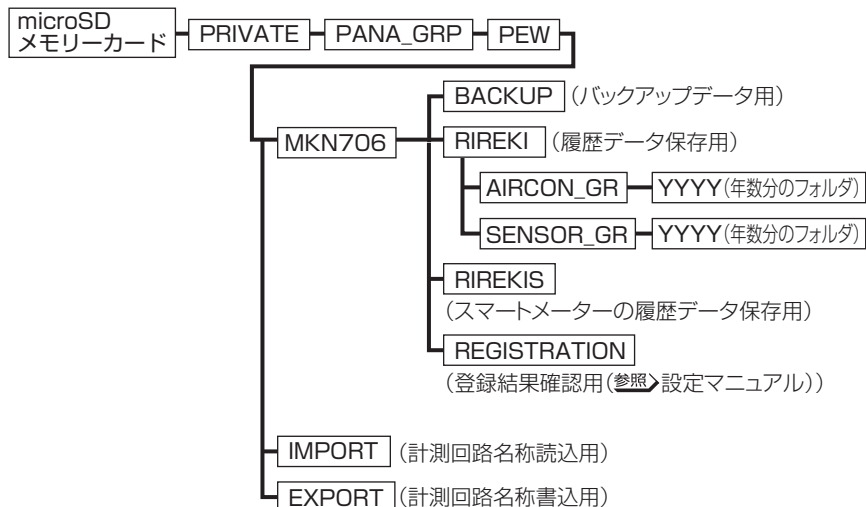 microSD
メモリーカード
PRIVATE
PANA_GRP
PEW
BACKUP (バックアップデータ用)
MKN706
RIREKI (履歴データ保存用)
AIRCON_GR
YYYY(年数分のフォルダ)
SENSOR_GR
YYYY(年数分のフォルダ)
RIREKIS
(スマートメーターの履歴データ保存用)
REGISTRATION
(登録結果確認用(参照 設定マニュアル))
IMPORT (計測回路名称読込用)
EXPORT (計測回路名称書込用)